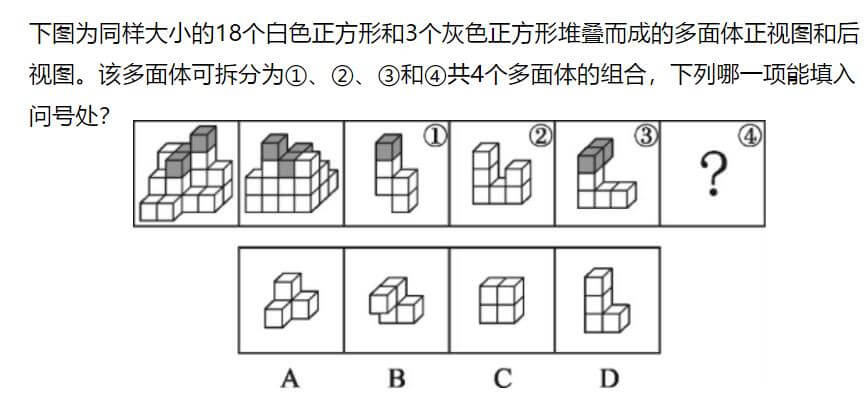 下图为同样大小的18个白色正方形和3个灰色正方形堆叠而成的多面体正视图和后
视图。该多面体可拆分为①、②、③和④共4个多面体的组合，下列哪一项能填入
问号处？
① ② ③ ④
?
A B C D